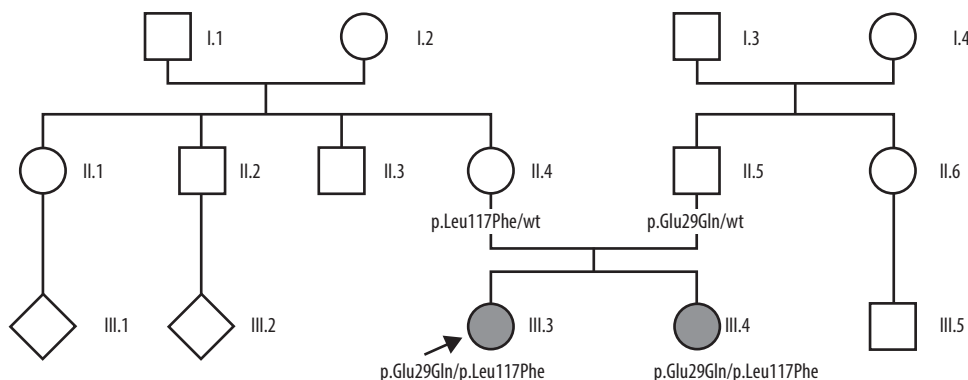 I.1
I.2
I.3
I.4
II.1
II.2
II.3
II.4
II.5
II.6
p.Leu117Phe/wt
p.Glu29Gln/wt
III.1
III.2
III.3
III.4
III.5
p.Glu29Gln/p.Leu117Phe
p.Glu29Gln/p.Leu117Phe